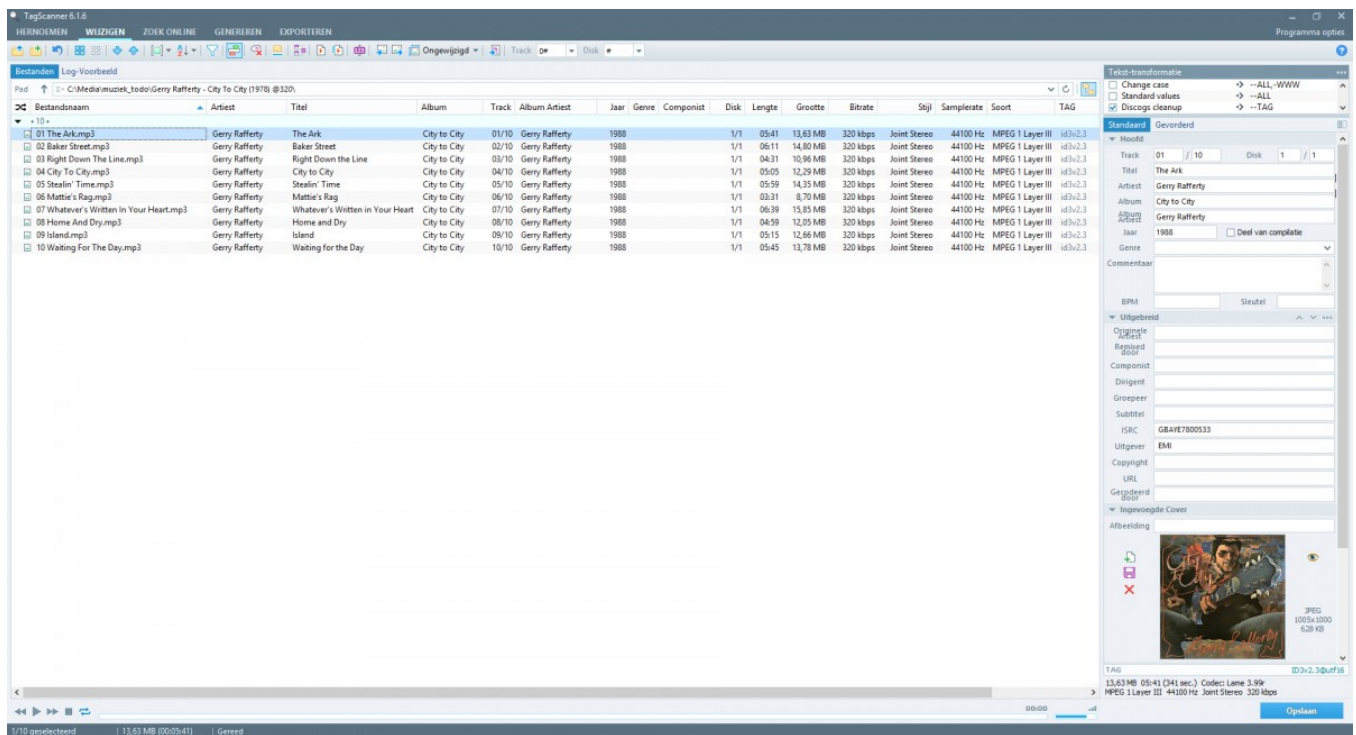 TagScanner 6.1.6
HERNOEMEN WIJZIGEN ZOEK ONLINE GENEREREN EXPORTEREN Programma opties
Ongewijzigd Track 0# Disk #
Bestanden Log-Voorbeeld
Pad C:\Media\muziek_todo\Gerry Rafferty - City To City (1978) @320\
Bestandsnaam Artiest Titel Album Track Album Artiest Jaar Genre Componist Disk Lengte Grootte Bitrate Stijl Samplerate Soort TAG
10
01 The Ark.mp3 Gerry Rafferty The Ark City to City 01/10 Gerry Rafferty 1988 1/1 05:41 13,63 MB 320 kbps Joint Stereo 44100 Hz MPEG 1 Layer III id3v2.3
02 Baker Street.mp3 Gerry Rafferty Baker Street City to City 02/10 Gerry Rafferty 1988 1/1 06:11 14,80 MB 320 kbps Joint Stereo 44100 Hz MPEG 1 Layer III id3v2.3
03 Right Down The Line.mp3 Gerry Rafferty Right Down the Line City to City 03/10 Gerry Rafferty 1988 1/1 04:31 10,96 MB 320 kbps Joint Stereo 44100 Hz MPEG 1 Layer III id3v2.3
04 City To City.mp3 Gerry Rafferty City to City City to City 04/10 Gerry Rafferty 1988 1/1 05:05 12,29 MB 320 kbps Joint Stereo 44100 Hz MPEG 1 Layer III id3v2.3
05 Stealin' Time.mp3 Gerry Rafferty Stealin' Time City to City 05/10 Gerry Rafferty 1988 1/1 05:59 14,35 MB 320 kbps Joint Stereo 44100 Hz MPEG 1 Layer III id3v2.3
06 Mattie's Rag.mp3 Gerry Rafferty Mattie's Rag City to City 06/10 Gerry Rafferty 1988 1/1 03:31 8,70 MB 320 kbps Joint Stereo 44100 Hz MPEG 1 Layer III id3v2.3
07 Whatever's Written In Your Heart.mp3 Gerry Rafferty Whatever's Written in Your Heart City to City 07/10 Gerry Rafferty 1988 1/1 06:39 15,85 MB 320 kbps Joint Stereo 44100 Hz MPEG 1 Layer III id3v2.3
08 Home And Dry.mp3 Gerry Rafferty Home and Dry City to City 08/10 Gerry Rafferty 1988 1/1 04:59 12,05 MB 320 kbps Joint Stereo 44100 Hz MPEG 1 Layer III id3v2.3
09 Island.mp3 Gerry Rafferty Island City to City 09/10 Gerry Rafferty 1988 1/1 05:15 12,66 MB 320 kbps Joint Stereo 44100 Hz MPEG 1 Layer III id3v2.3
10 Waiting For The Day.mp3 Gerry Rafferty Waiting for the Day City to City 10/10 Gerry Rafferty 1988 1/1 05:45 13,78 MB 320 kbps Joint Stereo 44100 Hz MPEG 1 Layer III id3v2.3
Tekst-transformatie
Change case --ALL,-WWW
Standard values --ALL
Discogs cleanup --TAG
Standaard Gevorderd
Hoofd
Track 01 / 10 Disk 1 / 1
Titel The Ark
Artiest Gerry Rafferty
Album City to City
Album Artiest Gerry Rafferty
Jaar 1988 Deel van compilatie
Genre
Commentaar
BPM Sleutel
Uitgebreid
Originele Artiest
Remixed door
Componist
Dirigent
Groepeer
Subtitel
ISRC GBAYE7800533
Uitgever EMI
Copyright
URL
Gecodeerd door
Ingevoegde Cover
Afbeelding
City to City
Gerry Rafferty
JPEG
1005x1000
628 KB
TAG ID3v2.3@utf16
13,63 MB 05:41 (341 sec.) Codec: Lame 3.99r
MPEG 1 Layer III 44100 Hz Joint Stereo 320 kbps
00:00
Opslaan
1/10 geselecteerd 13,63 MB (00:05:41) Gereed